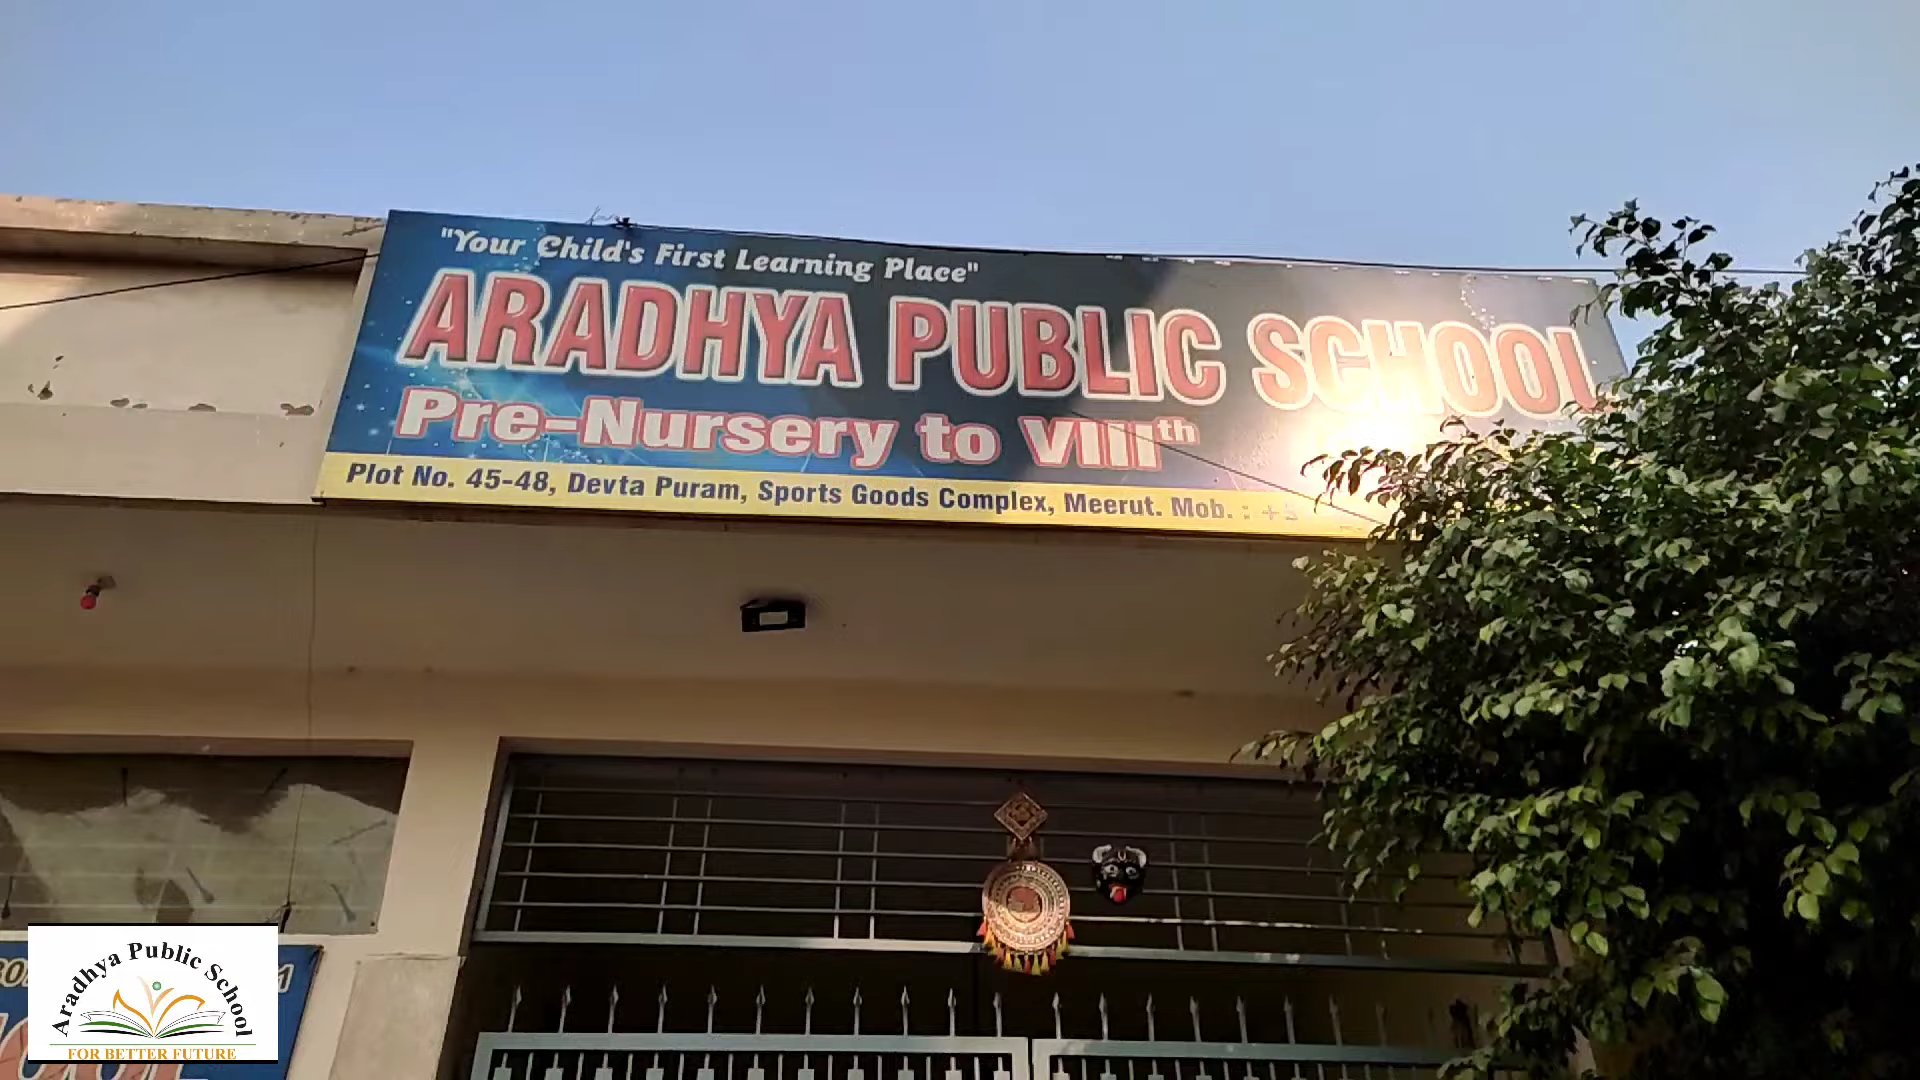 "Your Child's First Learning Place"
ARADHYA PUBLIC SCHOOL
Pre-Nursery to VIIIth
Plot No. 45-48, Devta Puram, Sports Goods Complex, Meerut. Mob. :
Aradhya Public School
FOR BETTER FUTURE